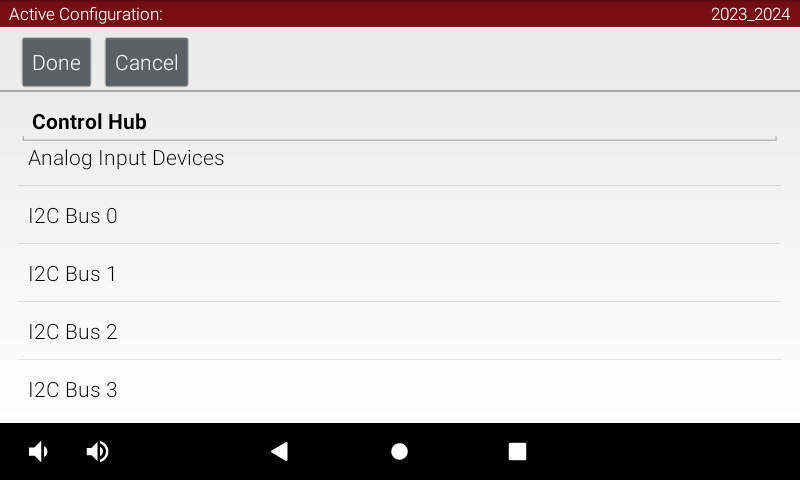 Active Configuration: 2023_2024
Done Cancel
Control Hub
Analog Input Devices
I2C Bus 0
I2C Bus 1
I2C Bus 2
I2C Bus 3